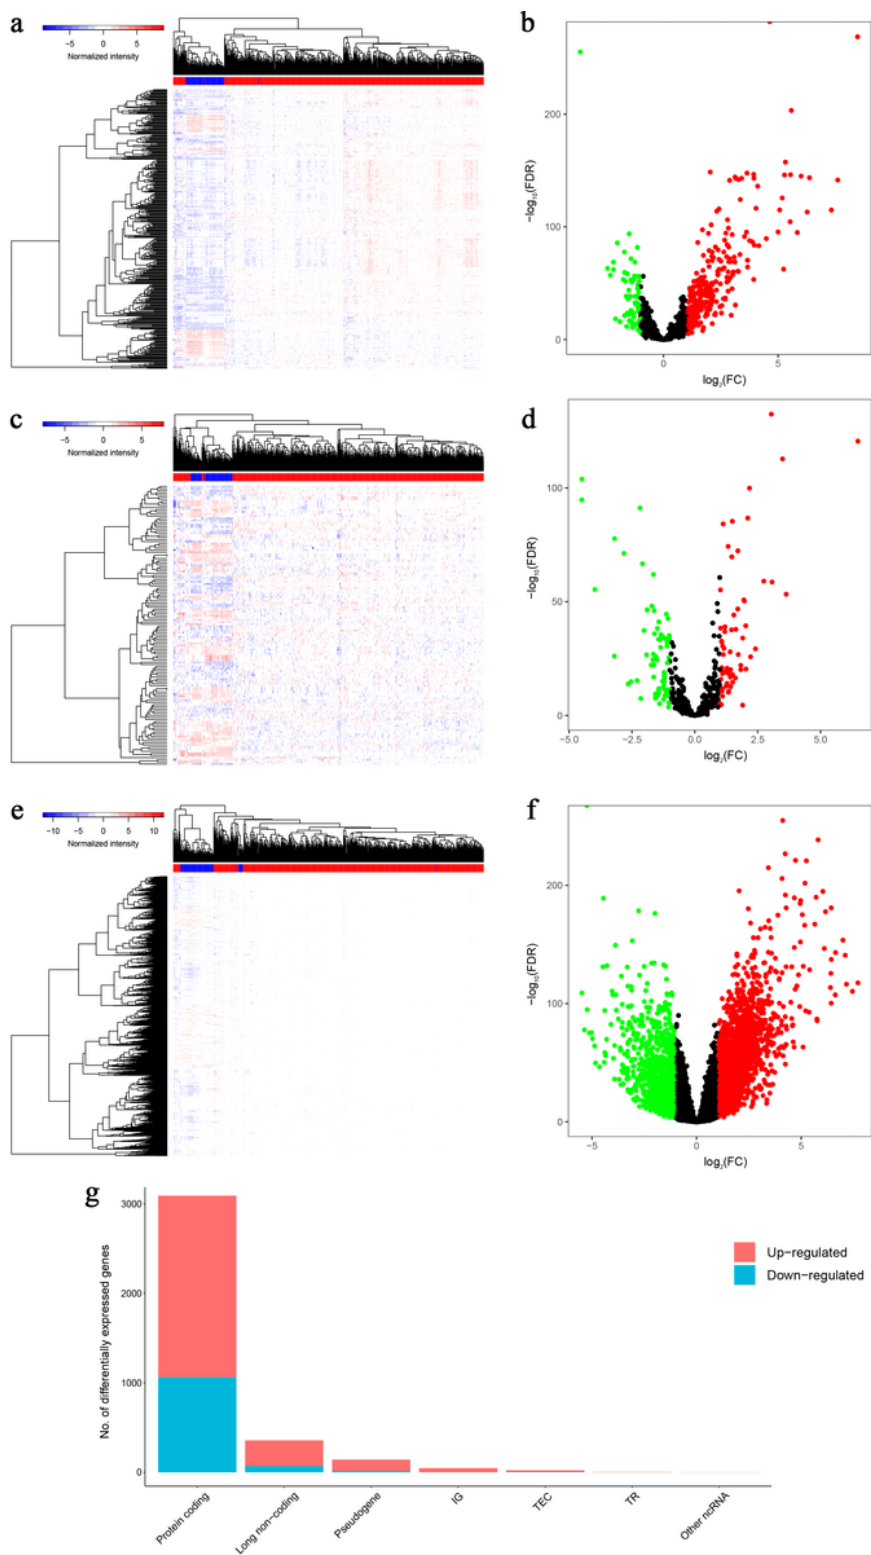 a
−5 0 5
Normalized intensity
b
−log₁₀(FDR)
200
100
0
0 5
log₂(FC)
c
−5 0 5
Normalized intensity
d
−log₁₀(FDR)
100
50
0
−5.0 −2.5 0.0 2.5 5.0
log₂(FC)
e
−10 −5 0 5 10
Normalized intensity
f
−log₁₀(FDR)
200
100
0
−5 0 5
log₂(FC)
g
No. of differentially expressed genes
3000
2000
1000
0
Up−regulated
Down−regulated
Protein coding
Long non−coding
Pseudogene
IG
TEC
TR
Other ncRNA